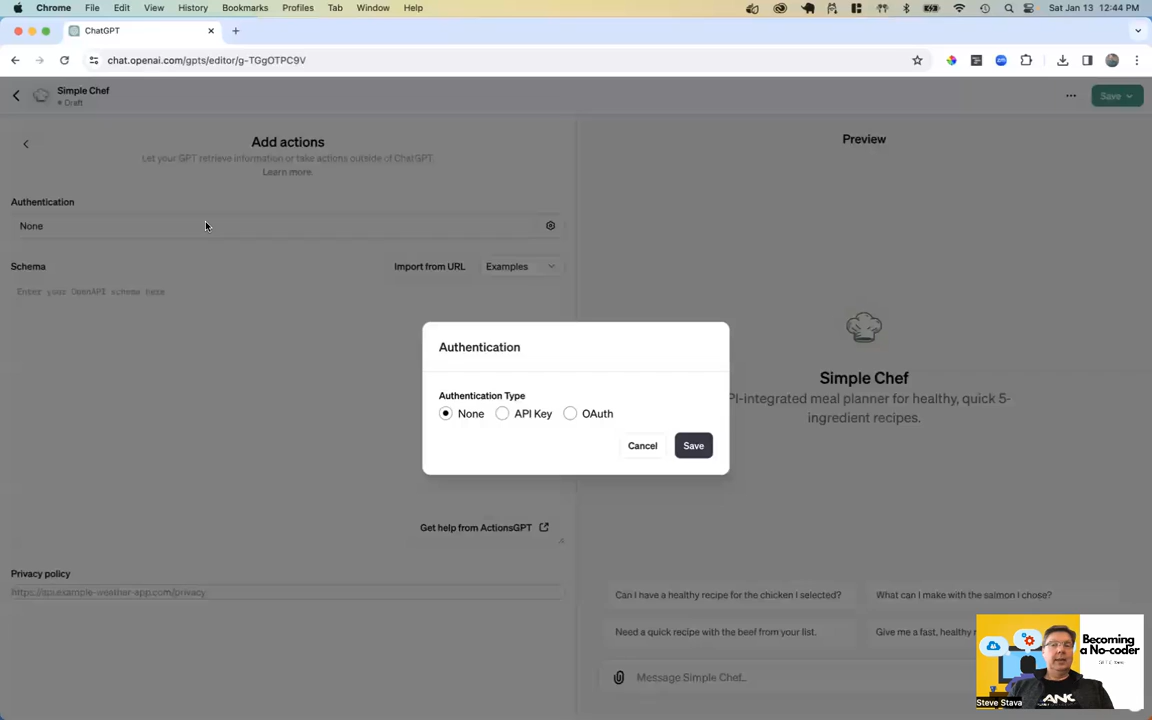 Chrome File Edit View History Bookmarks Profiles Tab Window Help Sat Jan 13 12:44 PM
ChatGPT
chat.openai.com/gpts/editor/g-TGgOTPC9V
Simple Chef
Draft
Save
Add actions
Let your GPT retrieve information or take actions outside of ChatGPT.
Learn more.
Preview
Authentication
None
Schema
Import from URL
Examples
Enter your OpenAPI schema here
Authentication
Authentication Type
None API Key OAuth
Cancel Save
Simple Chef
PI-integrated meal planner for healthy, quick 5-
ingredient recipes.
Get help from ActionsGPT
Privacy policy
https://api.example-weather-app.com/privacy
Can I have a healthy recipe for the chicken I selected?
What can I make with the salmon I chose?
Need a quick recipe with the beef from your list.
Give me a fast, healthy
Message Simple Chef...
Becoming
a No-coder
Steve Stava